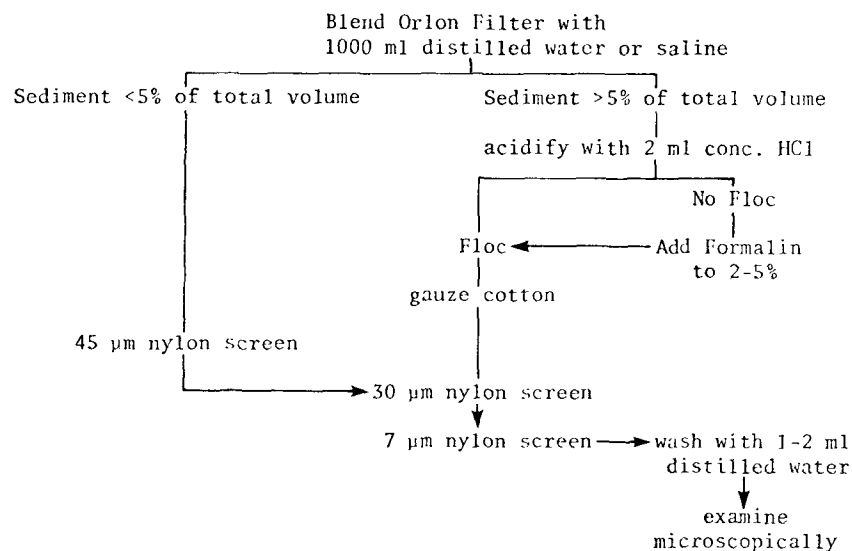 Blend Orlon Filter with
1000 ml distilled water or saline
Sediment <5% of total volume
Sediment >5% of total volume
acidify with 2 ml conc. HCl
No Floc
Floc
Add Formalin
to 2-5%
gauze cotton
45 μm nylon screen
30 μm nylon screen
7 μm nylon screen
wash with 1-2 ml
distilled water
examine
microscopically